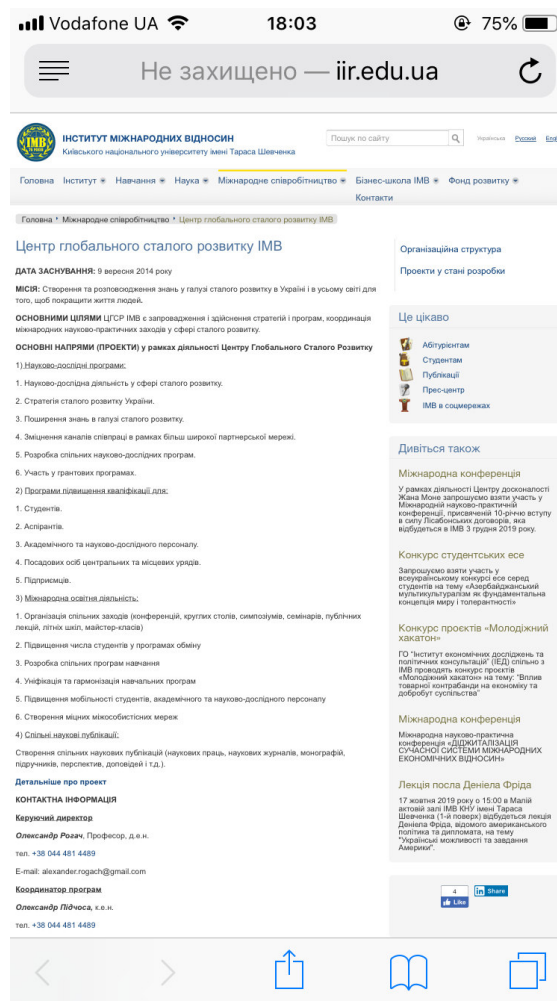 Vodafone UA 18:03 75%
Не захищено — iir.edu.ua
ІМВ
ІНСТИТУТ МІЖНАРОДНИХ ВІДНОСИН
Київського національного університету імені Тараса Шевченка
Пошук по сайту
Українська Русский
Головна Інститут Навчання Наука Міжнародне співробітництво Бізнес-школа ІМВ Фонд розвитку
Контакти
Головна Міжнародне співробітництво Центр глобального сталого розвитку ІМВ
Центр глобального сталого розвитку ІМВ
ДАТА ЗАСНУВАННЯ: 9 вересня 2014 року
МІСІЯ: Створення та розповсюдження знань у галузі сталого розвитку в Україні і в усьому світі для
того, щоб покращити життя людей.
ОСНОВНИМИ ЦІЛЯМИ ЦГСР ІМВ є запровадження і здійснення стратегій і програм, координація
міжнародних науково-практичних заходів у сфері сталого розвитку.
ОСНОВНІ НАПРЯМИ (ПРОЕКТИ) у рамках діяльності Центру Глобального Сталого Розвитку
1) Науково-дослідні програми:
1. Науково-дослідна діяльність у сфері сталого розвитку.
2. Стратегія сталого розвитку України.
3. Поширення знань в галузі сталого розвитку.
4. Зміцнення каналів співпраці в рамках більш широкої партнерської мережі.
5. Розробка спільних науково-дослідних програм.
6. Участь у грантових програмах.
2) Програми підвищення кваліфікації для:
1. Студентів.
2. Аспірантів.
3. Академічного та науково-дослідного персоналу.
4. Посадових осіб центральних та місцевих урядів.
5. Підприємців.
3) Міжнародна освітня діяльність:
1. Організація спільних заходів (конференцій, круглих столів, симпозіумів, семінарів, публічних
лекцій, літніх шкіл, майстер-класів)
2. Підвищення числа студентів у програмах обміну
3. Розробка спільних програм навчання
4. Уніфікація та гармонізація навчальних програм
5. Підвищення мобільності студентів, академічного та науково-дослідного персоналу
6. Створення міцних міжособистісних мереж
4) Спільні наукові публікації:
Створення спільних наукових публікацій (наукових праць, наукових журналів, монографій,
підручників, перспектив, доповідей і т.д.).
Детальніше про проект
КОНТАКТНА ІНФОРМАЦІЯ
Керуючий директор
Олександр Рогач, Професор, д.е.н.
тел. +38 044 481 4489
E-mail: alexander.rogach@gmail.com
Координатор програм
Олександр Підчоса, к.е.н.
тел. +38 044 481 4489
Організаційна структура
Проекти у стані розробки
Це цікаво
Абітурієнтам
Студентам
Публікації
Прес-центр
ІМВ в соцмережах
Дивіться також
Міжнародна конференція
У рамках діяльності Центру досконалості
Жана Моне запрошуємо взяти участь у
Міжнародній науково-практичній
конференції, присвяченій 10-річчю вступу
в силу Лісабонських договорів, яка
відбудеться в ІМВ 3 грудня 2019 року.
Конкурс студентських есе
Запрошуємо взяти участь у
всеукраїнському конкурсі есе серед
студентів на тему «Азербайджанський
мультикультуралізм як фундаментальна
концепція миру і толерантності»
Конкурс проєктів «Молодіжний
хакатон»
ГО "Інститут економічних досліджень та
політичних консультацій" (ІЕД) спільно з
ІМВ проводять конкурс проєктів
«Молодіжний хакатон» на тему: "Вплив
товарної контрабанди на економіку та
добробут суспільства"
Міжнародна конференція
Міжнародна науково-практична
конференція «ДІДЖИТАЛІЗАЦІЯ
СУЧАСНОЇ СИСТЕМИ МІЖНАРОДНИХ
ЕКОНОМІЧНИХ ВІДНОСИН»
Лекція посла Деніела Фріда
17 жовтня 2019 року о 15:00 в Малій
актовій залі ІМВ КНУ імені Тараса
Шевченка (1-й поверх) відбудеться лекція
Деніела Фріда, відомого американського
політика та дипломата, на тему
"Українські можливості та завдання
Америки".
4 in Share
Like